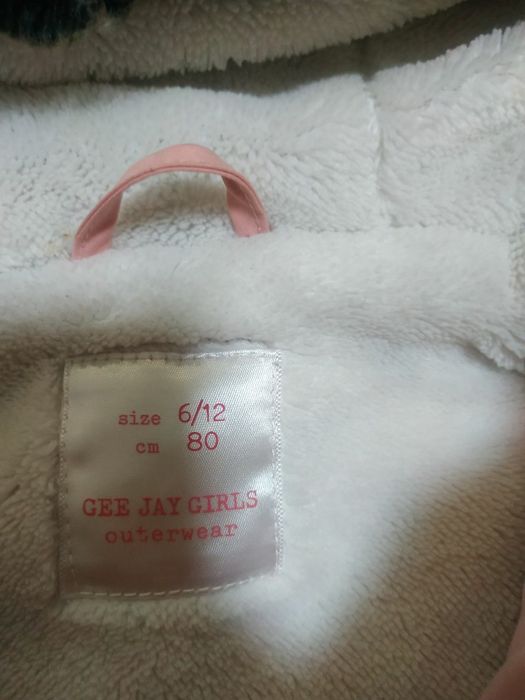 size 6/12
cm 80
GEE JAY GIRLS
outerwear